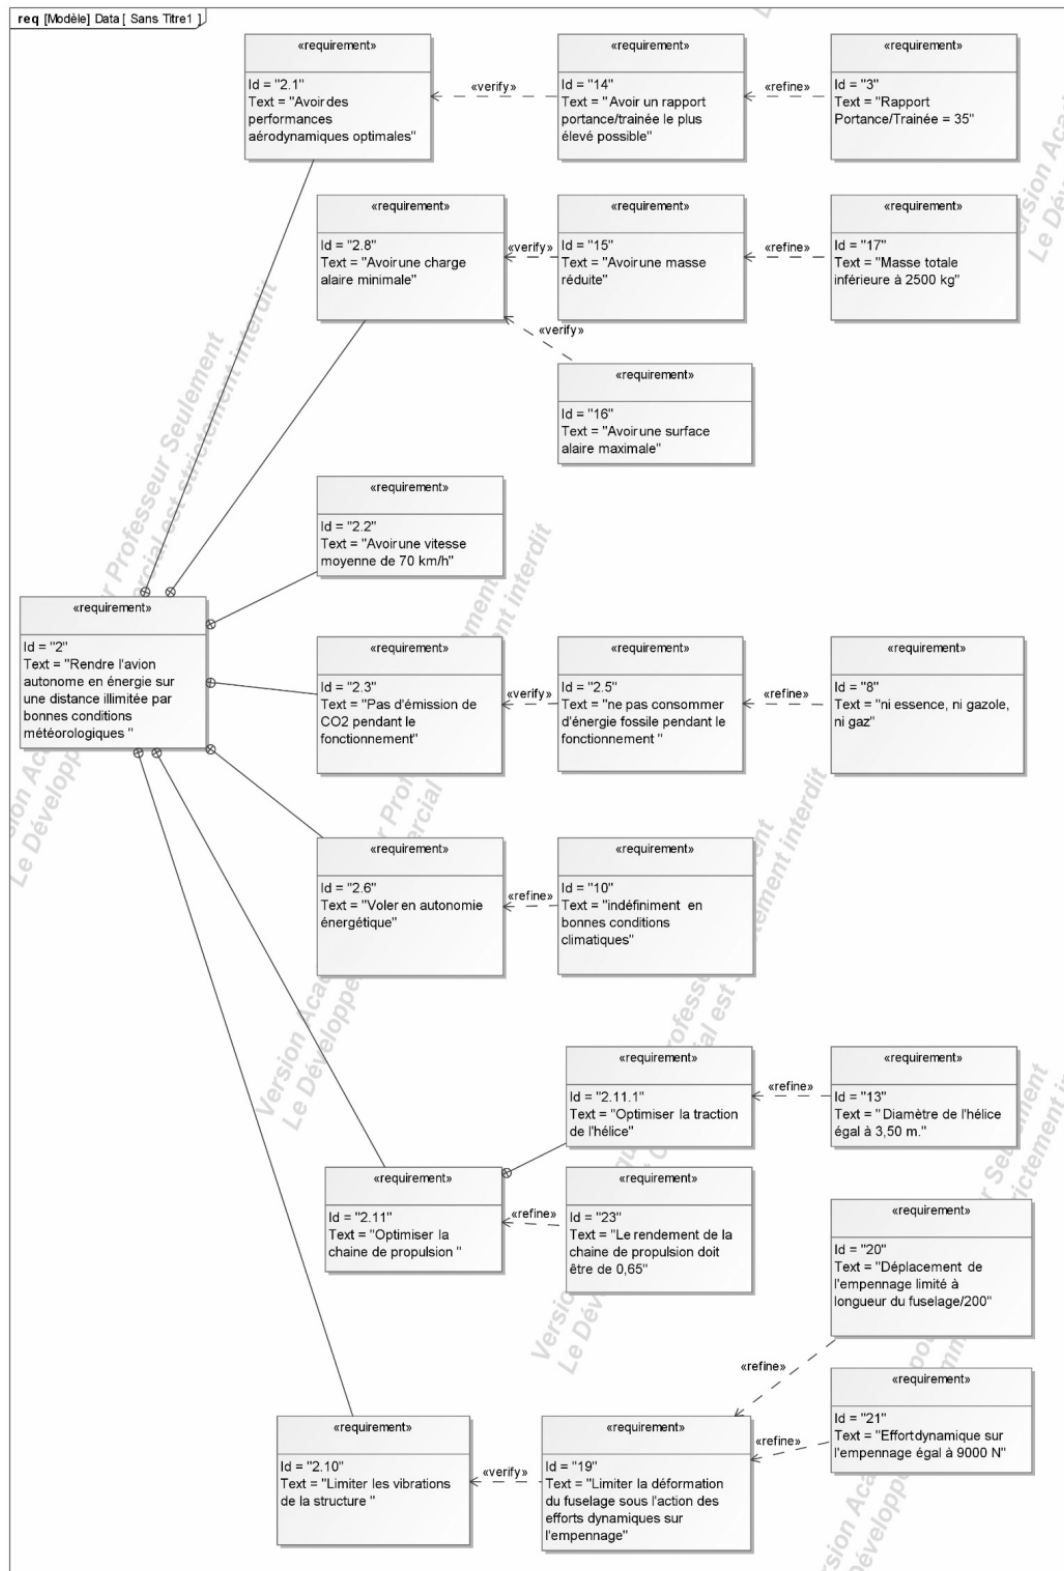 req [Modèle] Data [ Sans Titre1 ]
«requirement»
Id = "2.1"
Text = "Avoir des
performances
aérodynamiques optimales"
«verify»
«requirement»
Id = "14"
Text = "Avoir un rapport
portance/trainée le plus
élevé possible"
«refine»
«requirement»
Id = "3"
Text = "Rapport
Portance/Trainée = 35"
«requirement»
Id = "2.8"
Text = "Avoir une charge
alaire minimale"
«verify»
«requirement»
Id = "15"
Text = "Avoir une masse
réduite"
«refine»
«requirement»
Id = "17"
Text = "Masse totale
inférieure à 2500 kg"
«verify»
«requirement»
Id = "16"
Text = "Avoir une surface
alaire maximale"
«requirement»
Id = "2.2"
Text = "Avoir une vitesse
moyenne de 70 km/h"
«requirement»
Id = "2"
Text = "Rendre l'avion
autonome en énergie sur
une distance illimitée par
bonnes conditions
météorologiques "
«requirement»
Id = "2.3"
Text = "Pas d'émission de
CO2 pendant le
fonctionnement"
«verify»
«requirement»
Id = "2.5"
Text = "ne pas consommer
d'énergie fossile pendant le
fonctionnement "
«refine»
«requirement»
Id = "8"
Text = "ni essence, ni gazole,
ni gaz"
«requirement»
Id = "2.6"
Text = "Voler en autonomie
énergétique"
«refine»
«requirement»
Id = "10"
Text = "indéfiniment en
bonnes conditions
climatiques"
«requirement»
Id = "2.11.1"
Text = "Optimiser la traction
de l'hélice"
«refine»
«requirement»
Id = "13"
Text = "Diamètre de l'hélice
égal à 3,50 m."
«requirement»
Id = "2.11"
Text = "Optimiser la
chaine de propulsion "
«refine»
«requirement»
Id = "23"
Text = "Le rendement de la
chaine de propulsion doit
être de 0,65"
«requirement»
Id = "20"
Text = "Déplacement de
l'empennage limité à
longueur du fuselage/200"
«refine»
«requirement»
Id = "21"
Text = "Effort dynamique sur
l'empennage égal à 9000 N"
«refine»
«requirement»
Id = "2.10"
Text = "Limiter les vibrations
de la structure "
«verify»
«requirement»
Id = "19"
Text = "Limiter la déformation
du fuselage sous l'action des
efforts dynamiques sur
l'empennage"